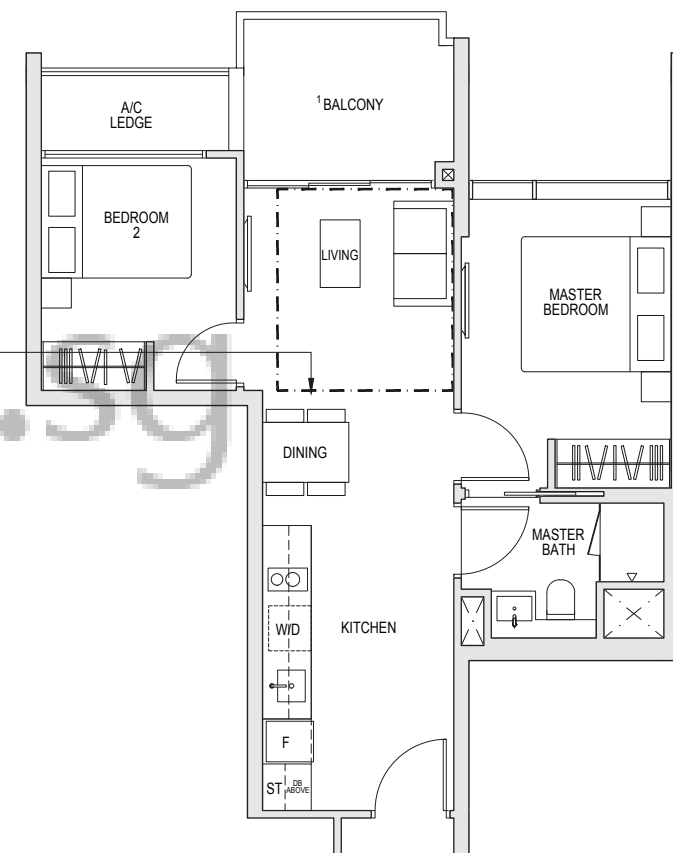 A/C
LEDGE
1 BALCONY
BEDROOM
2
LIVING
MASTER
BEDROOM
.sg
DINING
MASTER
BATH
W/D
KITCHEN
F
ST
DB
ABOVE